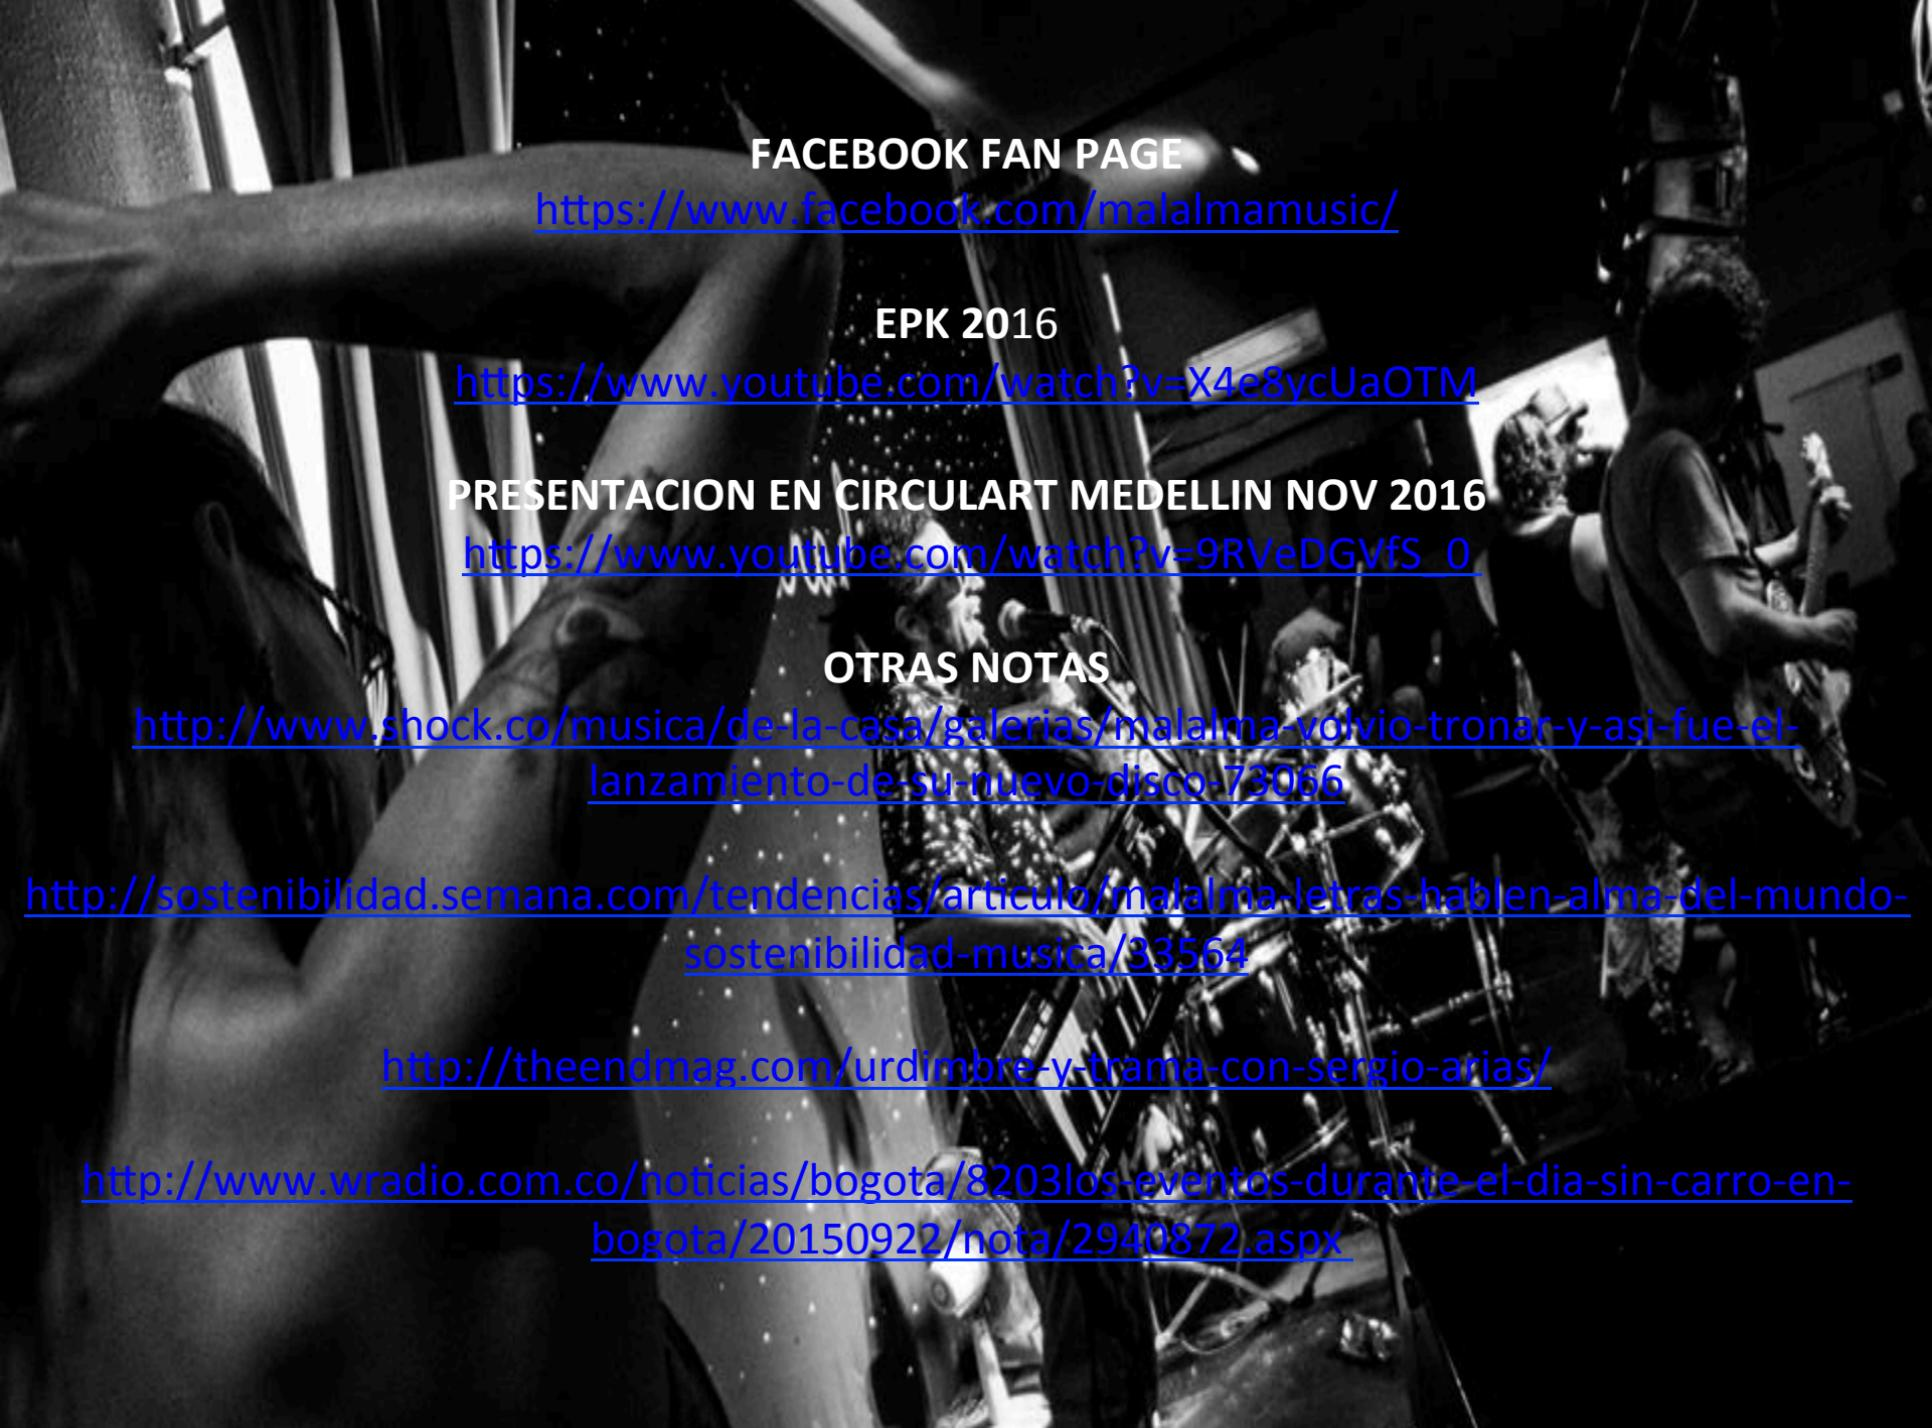 FACEBOOK FAN PAGE
https://www.facebook.com/malalmamusic/
EPK 2016
https://www.youtube.com/watch?v=X4e8ycUaOTM
PRESENTACION EN CIRCULART MEDELLIN NOV 2016
https://www.youtube.com/watch?v=9RVeDGVfS_0
OTRAS NOTAS
http://www.shock.co/musica/de-la-casa/galerias/malalma-volvio-tronar-y-asi-fue-el-
lanzamiento-de-su-nuevo-disco-73066
http://sostenibilidad.semana.com/tendencias/articulo/malalma-letras-hablen-alma-del-mundo-
sostenibilidad-musica/33564
http://theendmag.com/urdimbre-y-trama-con-sergio-arias/
http://www.wradio.com.co/noticias/bogota/8203los-eventos-durante-el-dia-sin-carro-en-
bogota/20150922/nota/2940872.aspx